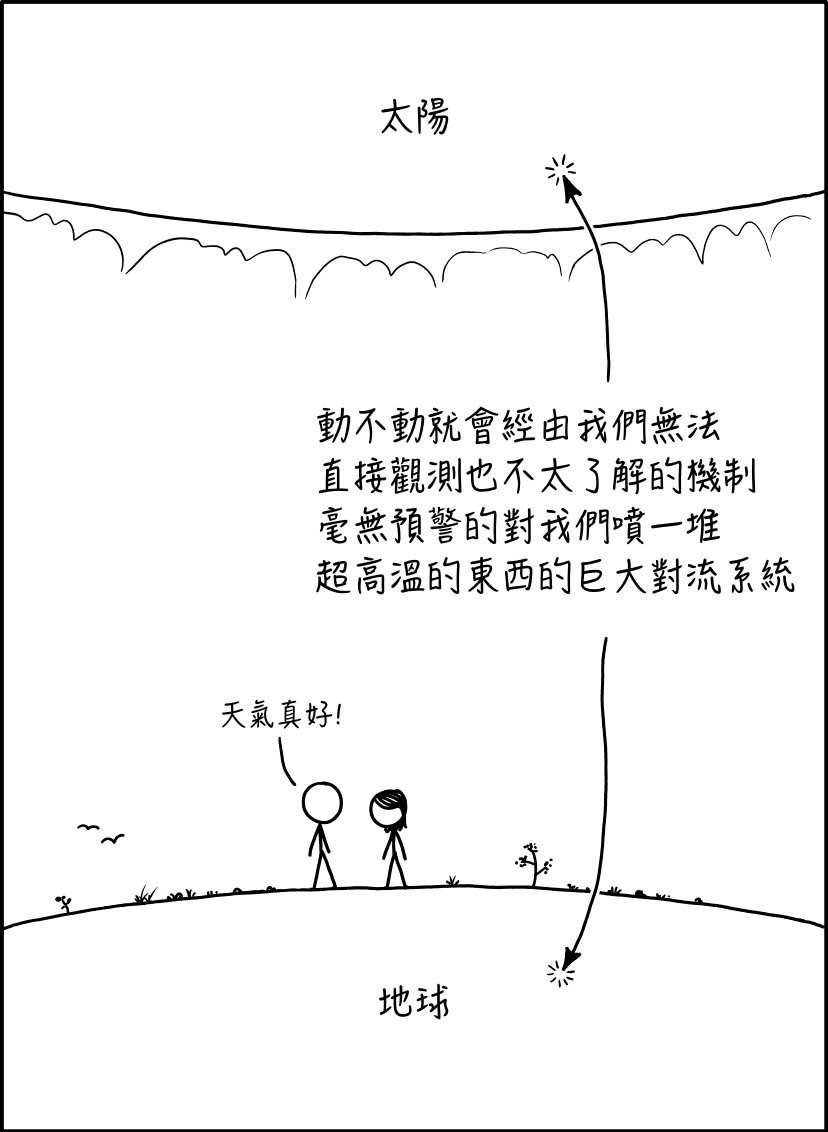 太陽
動不動就會經由我們無法
直接觀測也不太了解的機制
毫無預警的對我們噴一堆
超高溫的東西的巨大對流系統
天氣真好!
地球